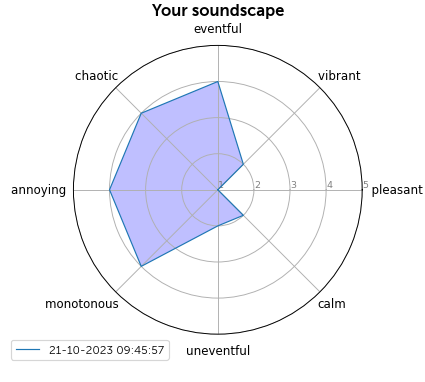 Your soundscape
eventful
chaotic
vibrant
annoying
1 2 3 4 5
pleasant
monotonous
calm
uneventful
21-10-2023 09:45:57